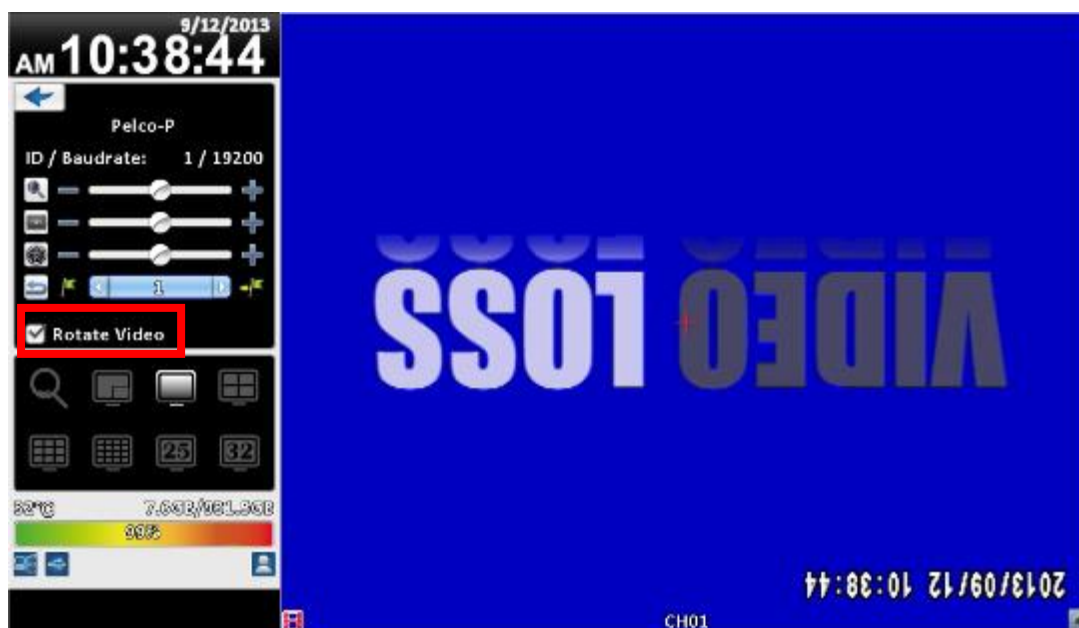 9/12/2013
AM 10:38:44
Pelco-P
ID / Baudrate: 1 / 19200
1
Rotate Video
25 32
99%
VIDEO LOSS
2013/09/12 10:38:44
CH01